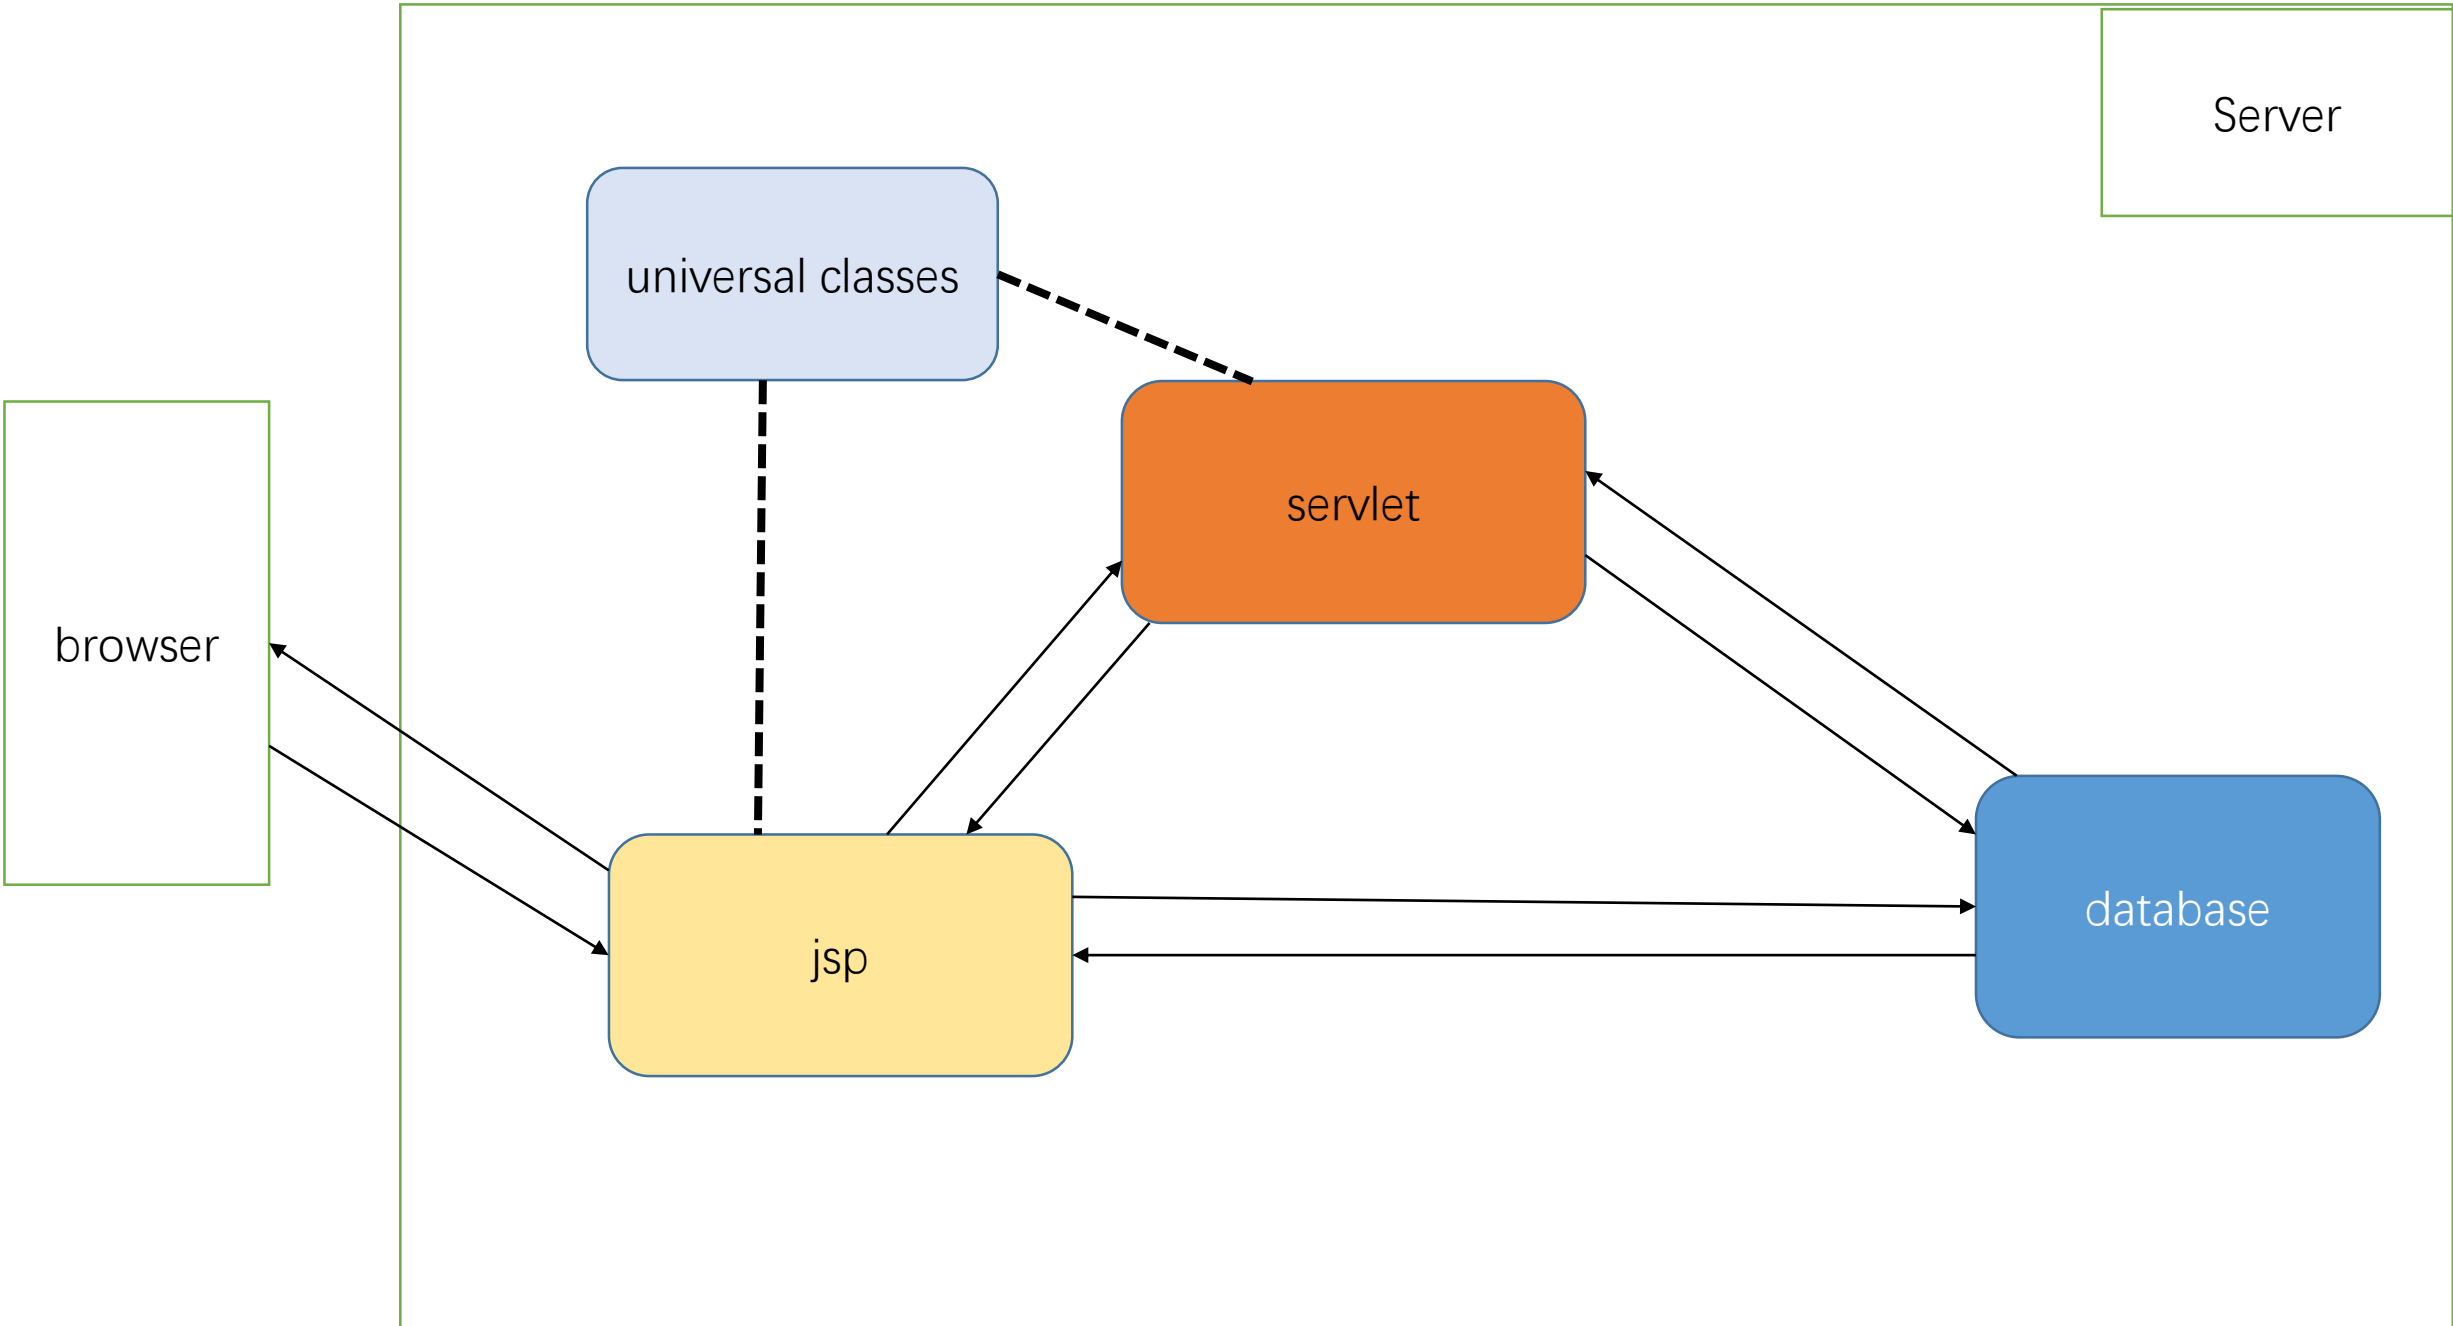 Server
universal classes
servlet
browser
database
jsp